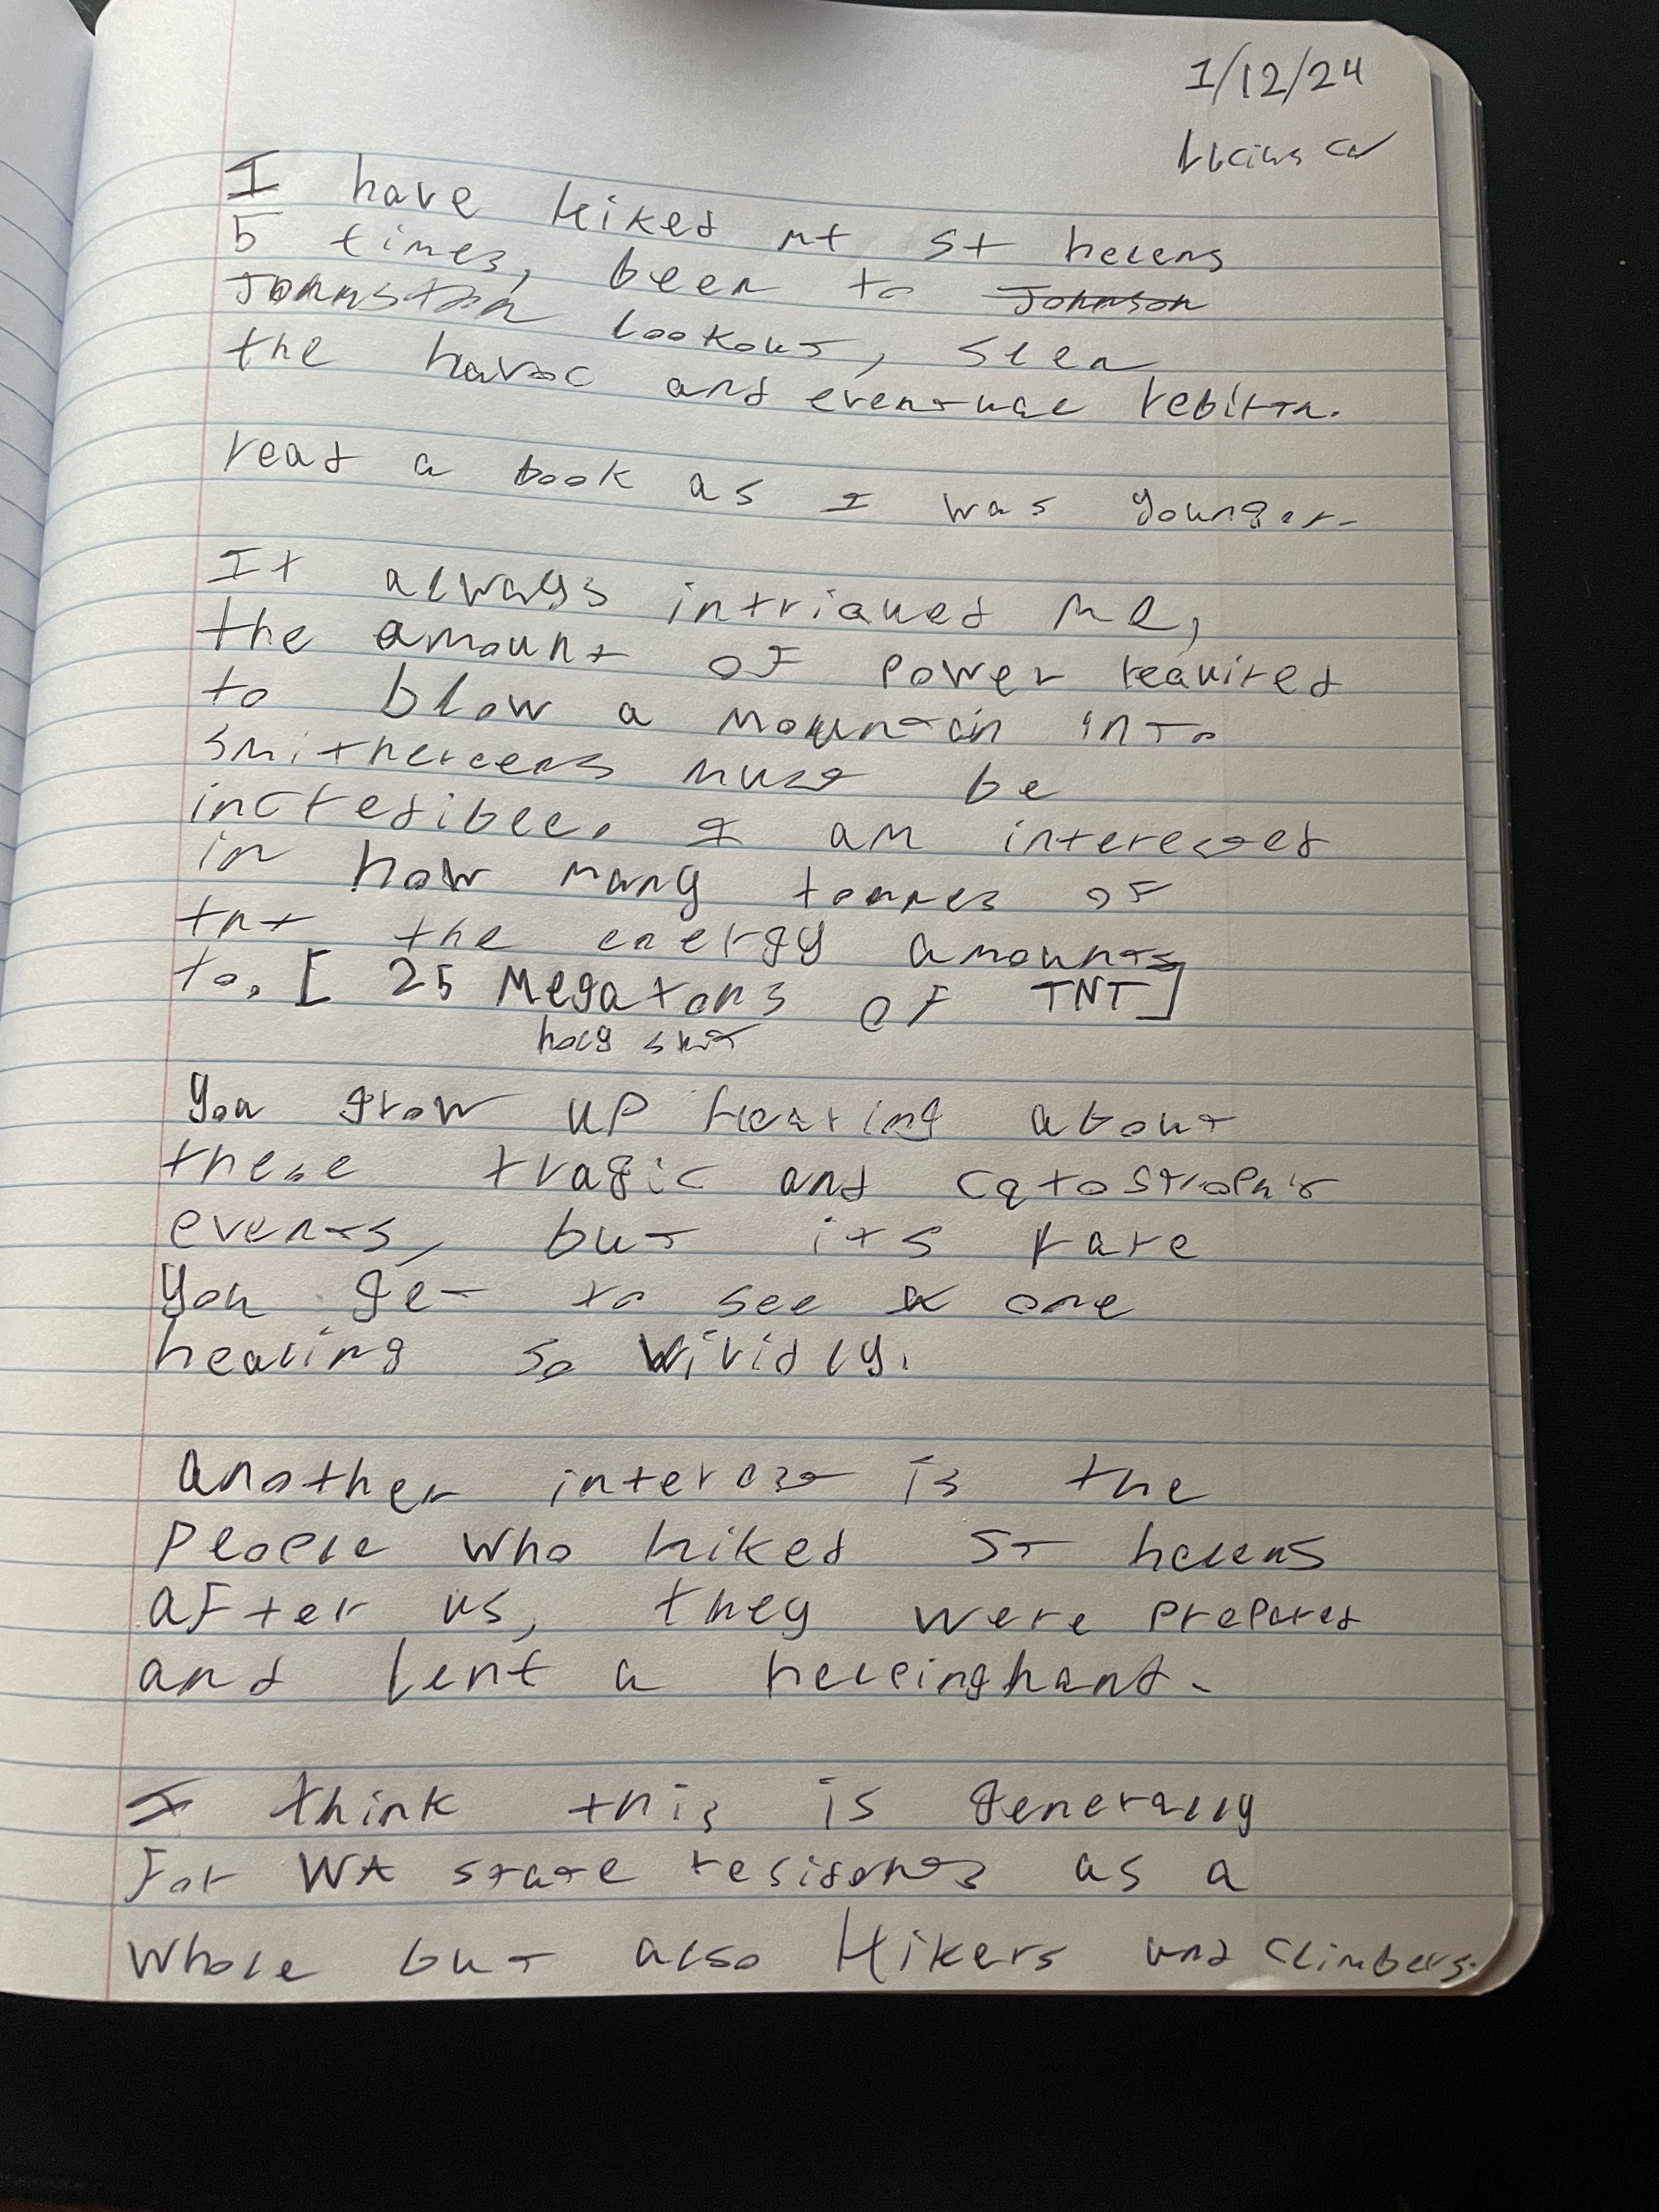 1/12/24
Lucius CW
I have hiked mt St helens
5 times, been to Johnson
Johnston lookout, seen
the havoc and eventual rebirth.
read a book as I was younger.
It always intriqued me,
the amount of power required
to blow a mountain into
smithereens must be
incredible. I am interested
in how many tonnes of
tnt the energy amounts
to. [ 25 Megatons of TNT]
holy shit
You grow up hearing about
these tragic and catostrophic
events, but its rare
you get to see one
healing so vividly.
another interest is the
people who hiked St helens
after us, they were prepared
and lent a helpinghand.
I think this is generally
for WA state residents as a
whole but also Hikers and climbers.